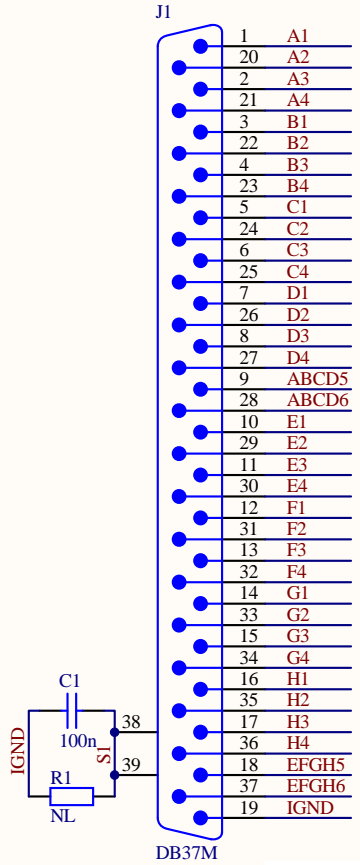 J1
1 A1
20 A2
2 A3
21 A4
3 B1
22 B2
4 B3
23 B4
5 C1
24 C2
6 C3
25 C4
7 D1
26 D2
8 D3
27 D4
9 ABCD5
28 ABCD6
10 E1
29 E2
11 E3
30 E4
12 F1
31 F2
13 F3
32 F4
14 G1
33 G2
15 G3
34 G4
16 H1
35 H2
17 H3
36 H4
18 EFGH5
37 EFGH6
19 IGND
C1
100n
IGND
S1
38
39
R1
NL
DB37M